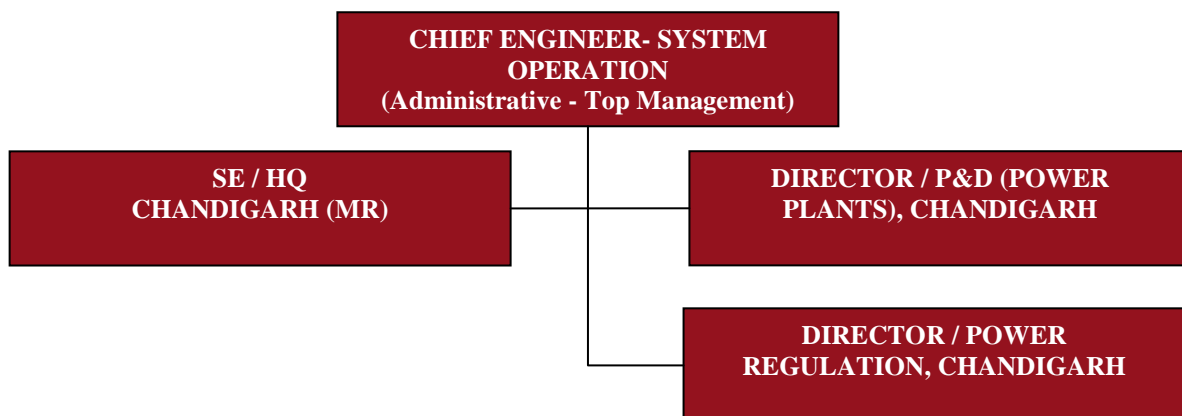 CHIEF ENGINEER- SYSTEM
OPERATION
(Administrative - Top Management)
SE / HQ
CHANDIGARH (MR)
DIRECTOR / P&D (POWER
PLANTS), CHANDIGARH
DIRECTOR / POWER
REGULATION, CHANDIGARH